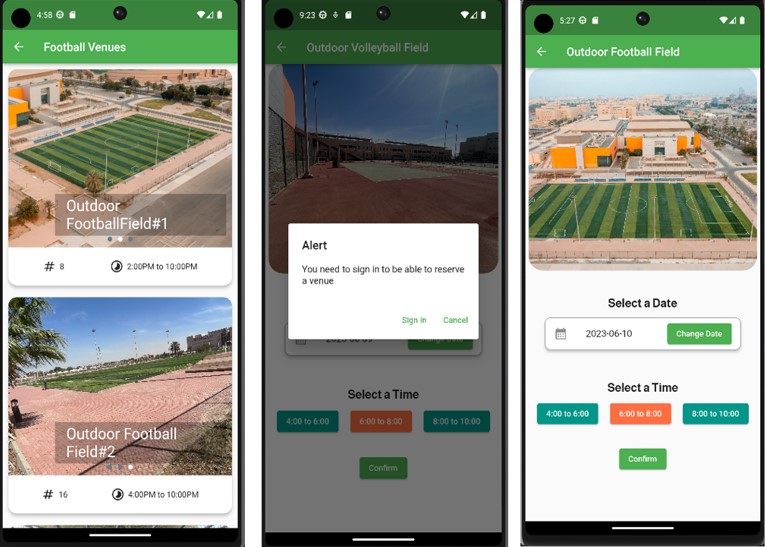 4:58
Football Venues
Outdoor
FootballField#1
# 8
2:00PM to 10:00PM
Outdoor Football
Field#2
# 16
4:00PM to 10:00PM
9:23
Outdoor Volleyball Field
Alert
You need to sign in to be able to reserve
a venue
Sign in Cancel
Select a Time
4:00 to 6:00 6:00 to 8:00 8:00 to 10:00
Confirm
5:27
Outdoor Football Field
Select a Date
2023-06-10 Change Date
Select a Time
4:00 to 6:00 6:00 to 8:00 8:00 to 10:00
Confirm